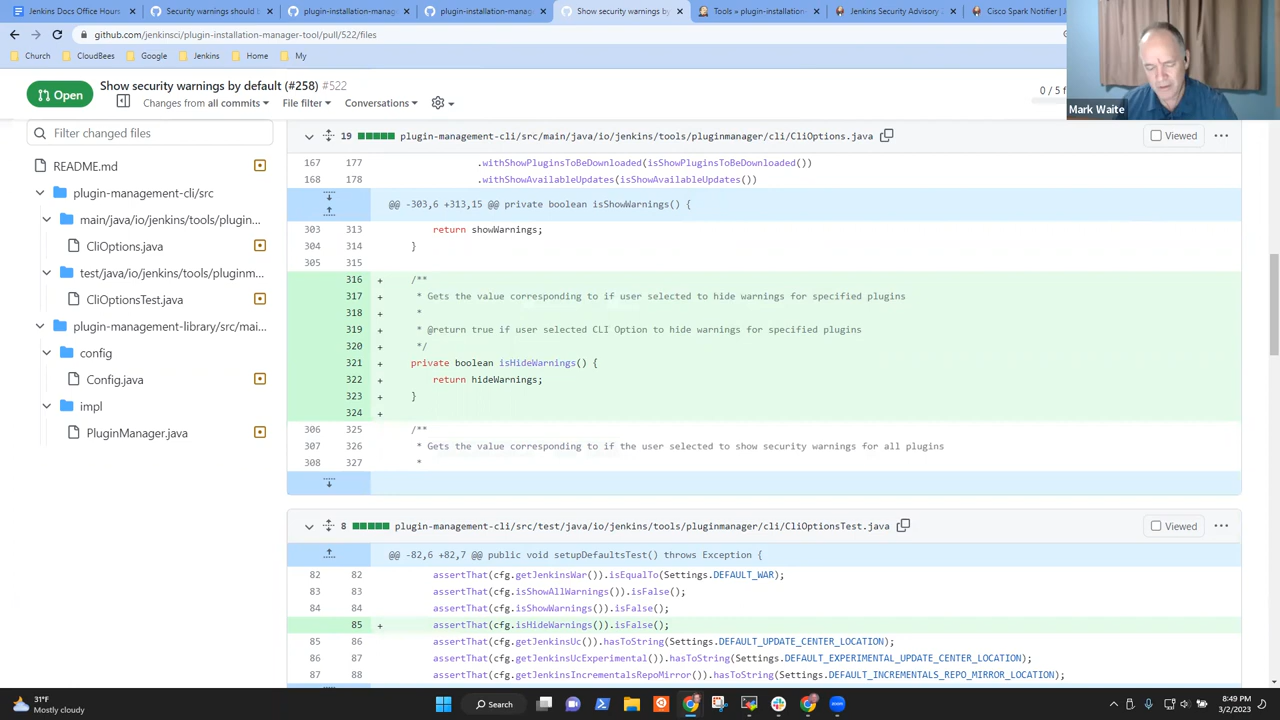 Jenkins Docs Office Hours
Security warnings should l
plugin-installation-manager-
plugin-installation-manager-
Show security warnings by
Tools » plugin-installation-m
Jenkins Security Advisory
Cisco Spark Notifier | Jenk
github.com/jenkinsci/plugin-installation-manager-tool/pull/522/files
Church
CloudBees
Google
Jenkins
Home
My
Open
Show security warnings by default (#258) #522
Changes from all commits
File filter
Conversations
0 / 5 f
Mark Waite
Filter changed files
README.md
plugin-management-cli/src
main/java/io/jenkins/tools/plugin...
CliOptions.java
test/java/io/jenkins/tools/pluginm...
CliOptionsTest.java
plugin-management-library/src/mai...
config
Config.java
impl
PluginManager.java
19 plugin-management-cli/src/main/java/io/jenkins/tools/pluginmanager/cli/CliOptions.java
Viewed
167 177 .withShowPluginsToBeDownloaded(isShowPluginsToBeDownloaded())
168 178 .withShowAvailableUpdates(isShowAvailableUpdates())
@@ -303,6 +313,15 @@ private boolean isShowWarnings() {
303 313 return showWarnings;
304 314 }
305 315
316 + /**
317 + * Gets the value corresponding to if user selected to hide warnings for specified plugins
318 + *
319 + * @return true if user selected CLI Option to hide warnings for specified plugins
320 + */
321 + private boolean isHideWarnings() {
322 + return hideWarnings;
323 + }
324 +
306 325 /**
307 326 * Gets the value corresponding to if the user selected to show security warnings for all plugins
308 327 *
8 plugin-management-cli/src/test/java/io/jenkins/tools/pluginmanager/cli/CliOptionsTest.java
Viewed
@@ -82,6 +82,7 @@ public void setupDefaultsTest() throws Exception {
82 82 assertThat(cfg.getJenkinsWar()).isEqualTo(Settings.DEFAULT_WAR);
83 83 assertThat(cfg.isShowAllWarnings()).isFalse();
84 84 assertThat(cfg.isShowWarnings()).isFalse();
85 + assertThat(cfg.isHideWarnings()).isFalse();
85 86 assertThat(cfg.getJenkinsUc()).hasToString(Settings.DEFAULT_UPDATE_CENTER_LOCATION);
86 87 assertThat(cfg.getJenkinsUcExperimental()).hasToString(Settings.DEFAULT_EXPERIMENTAL_UPDATE_CENTER_LOCATION);
87 88 assertThat(cfg.getJenkinsIncrementalsRepoMirror()).hasToString(Settings.DEFAULT_INCREMENTALS_REPO_MIRROR_LOCATION);
31°F
Mostly cloudy
Search
8:49 PM
3/2/2023